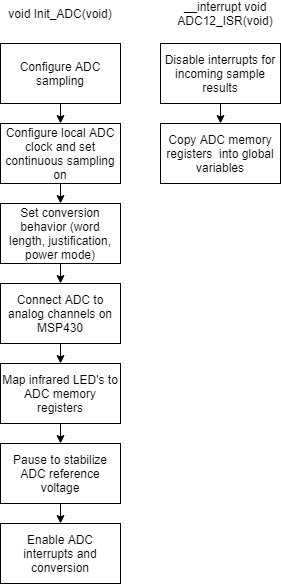 void Init_ADC(void)
Configure ADC
sampling
Configure local ADC
clock and set
continuous sampling
on
Set conversion
behavior (word
length, justification,
power mode)
Connect ADC to
analog channels on
MSP430
Map infrared LED's to
ADC memory
registers
Pause to stabilize
ADC reference
voltage
Enable ADC
interrupts and
conversion
__interrupt void
ADC12_ISR(void)
Disable interrupts for
incoming sample
results
Copy ADC memory
registers  into global
variables